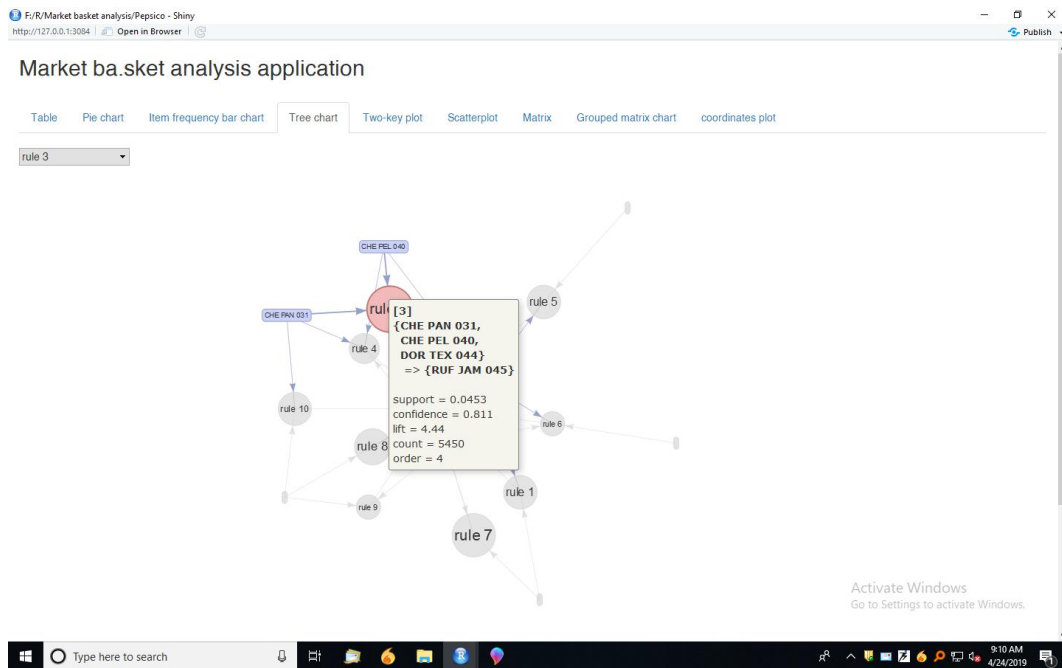 F:/R/Market basket analysis/Pepsico - Shiny
http://127.0.0.1:3084 Open in Browser Publish
Market ba.sket analysis application
Table Pie chart Item frequency bar chart Tree chart Two-key plot Scatterplot Matrix Grouped matrix chart coordinates plot
rule 3
CHE PEL 040
CHE PAN 031
rule 5
rule 4
rule 10
rule 8
rule 6
rule 9
rule 1
rule 7
[3]
{CHE PAN 031,
CHE PEL 040,
DOR TEX 044}
=> {RUF JAM 045}
support = 0.0453
confidence = 0.811
lift = 4.44
count = 5450
order = 4
Activate Windows
Go to Settings to activate Windows.
Type here to search
9:10 AM
4/24/2019